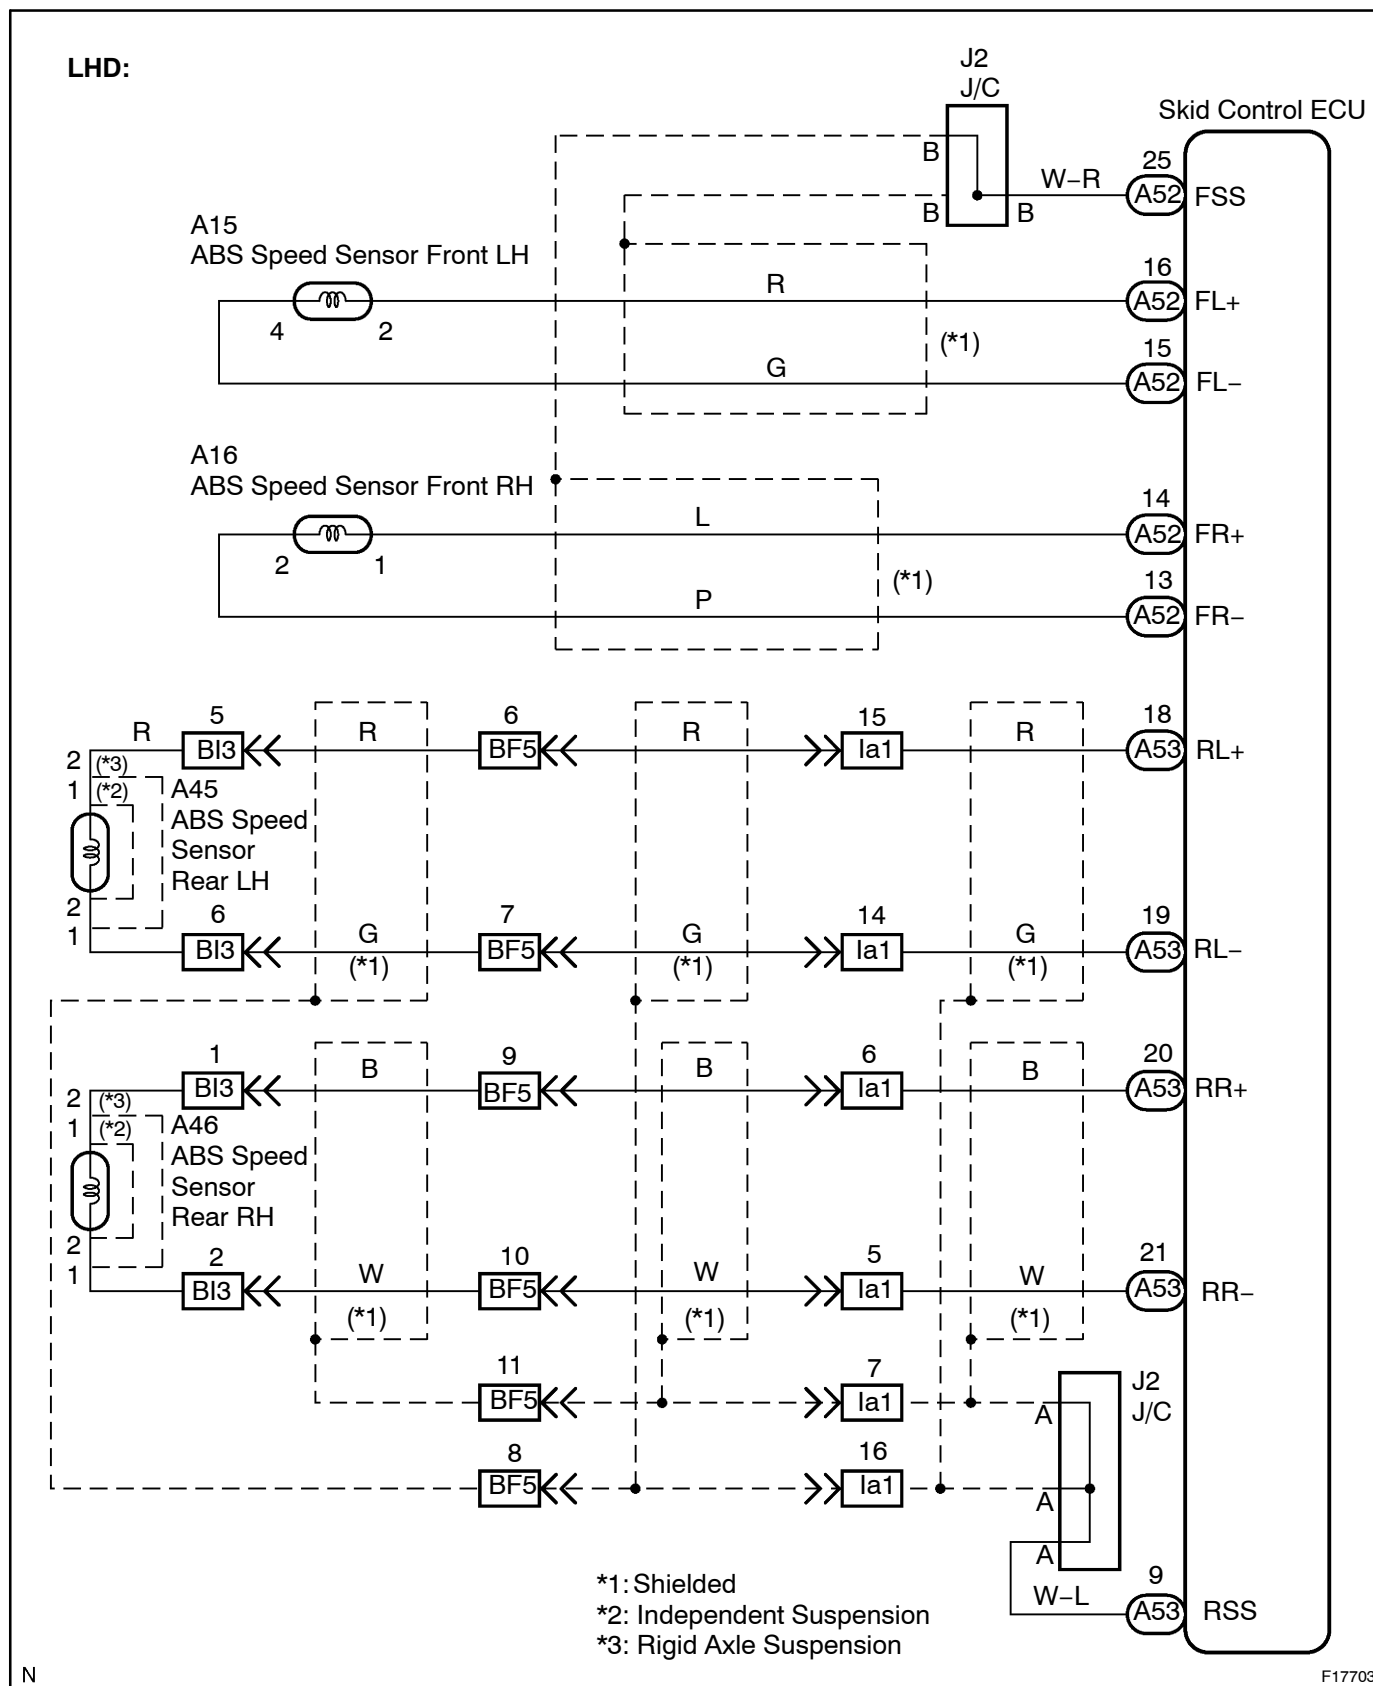 LHD:
J2
J/C
Skid Control ECU
B
W−R
25
A52
FSS
B
B
A15
ABS Speed Sensor Front LH
4
2
R
16
A52
FL+
(*1)
15
G
A52
FL−
A16
ABS Speed Sensor Front RH
2
1
L
14
A52
FR+
(*1)
13
P
A52
FR−
R
5
BI3
R
6
BF5
R
15
Ia1
R
18
A53
RL+
2
(*3)
1
(*2)
A45
ABS Speed
Sensor
Rear LH
2
1
6
BI3
G
(*1)
7
BF5
G
(*1)
14
Ia1
G
(*1)
19
A53
RL−
1
BI3
B
9
BF5
B
6
Ia1
B
20
A53
RR+
2
(*3)
1
(*2)
A46
ABS Speed
Sensor
Rear RH
2
1
2
BI3
W
(*1)
10
BF5
W
(*1)
5
Ia1
W
(*1)
21
A53
RR−
11
BF5
7
Ia1
A
J2
J/C
8
BF5
16
Ia1
A
A
W−L
9
A53
RSS
*1: Shielded
*2: Independent Suspension
*3: Rigid Axle Suspension
N
F17703